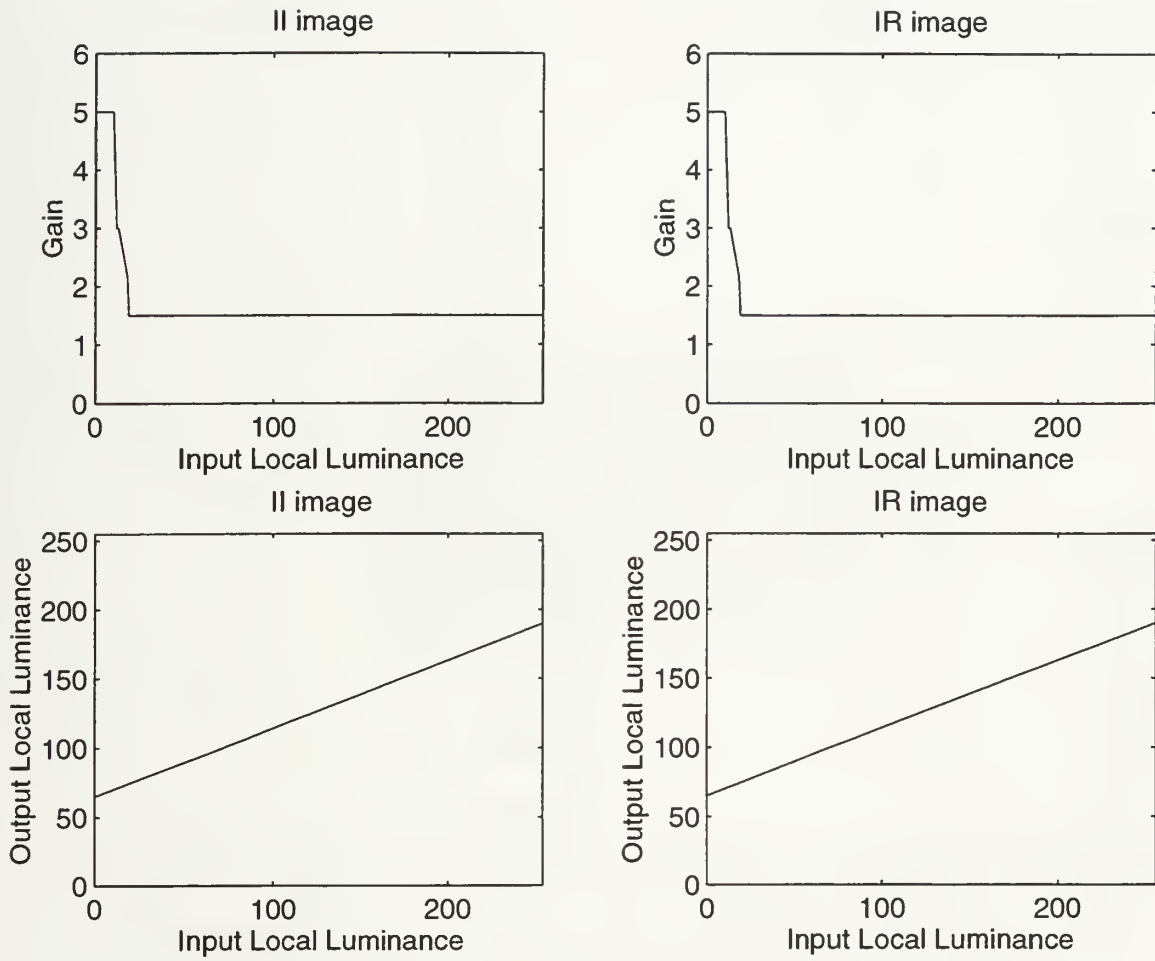 II image
6
5
4
3
2
1
0
Gain
0 100 200
Input Local Luminance
IR image
6
5
4
3
2
1
0
Gain
0 100 200
Input Local Luminance
II image
250
200
150
100
50
0
Output Local Luminance
0 100 200
Input Local Luminance
IR image
250
200
150
100
50
0
Output Local Luminance
0 100 200
Input Local Luminance